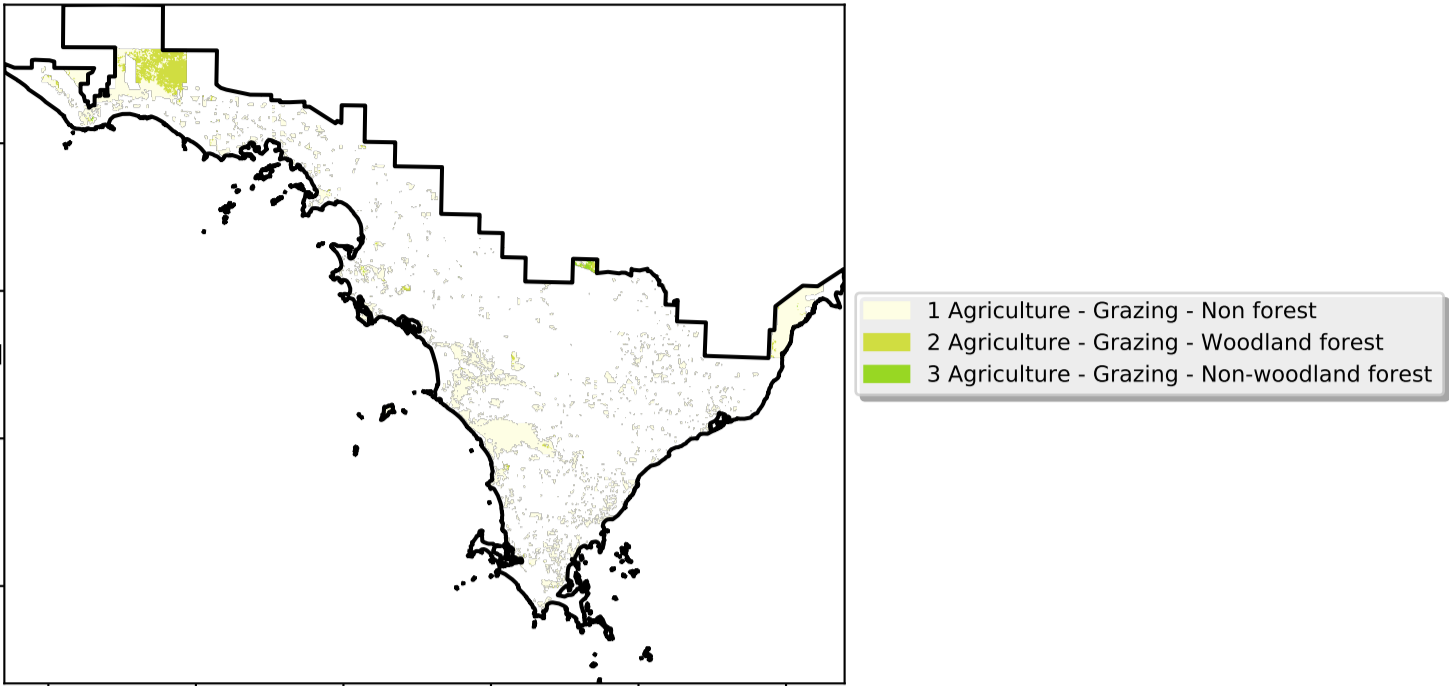 1 Agriculture - Grazing - Non forest
2 Agriculture - Grazing - Woodland forest
3 Agriculture - Grazing - Non-woodland forest